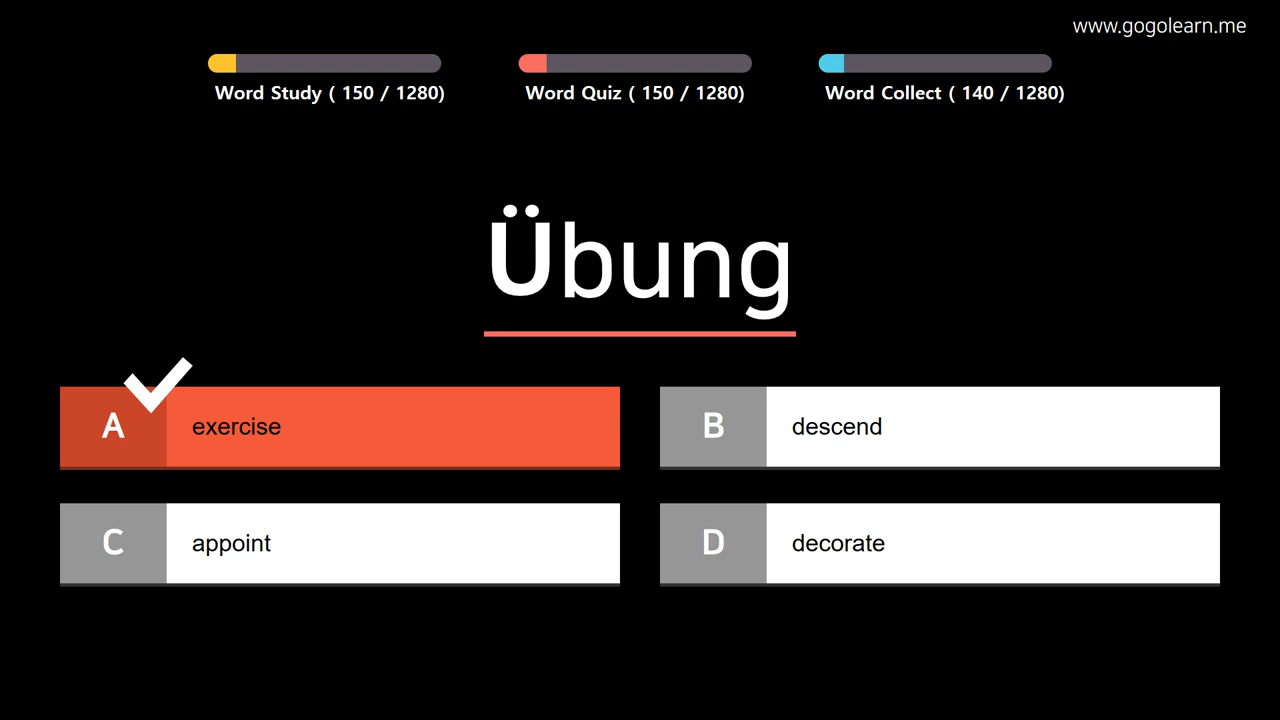 www.gogolearn.me
Word Study ( 150 / 1280)
Word Quiz ( 150 / 1280)
Word Collect ( 140 / 1280)
Übung
A exercise
B descend
C appoint
D decorate